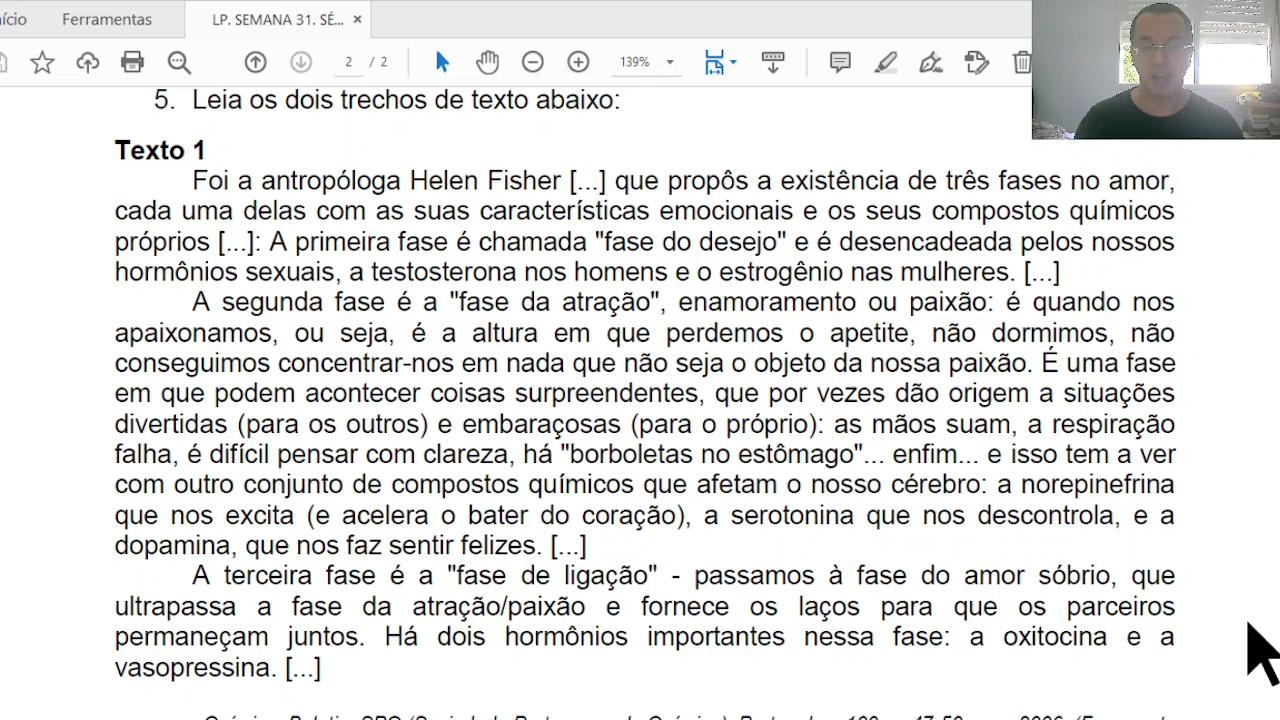 ício
Ferramentas
LP. SEMANA 31. SÉ... ×
2 / 2
139%
5. Leia os dois trechos de texto abaixo:
Texto 1
Foi a antropóloga Helen Fisher [...] que propôs a existência de três fases no amor,
cada uma delas com as suas características emocionais e os seus compostos químicos
próprios [...]: A primeira fase é chamada "fase do desejo" e é desencadeada pelos nossos
hormônios sexuais, a testosterona nos homens e o estrogênio nas mulheres. [...]
A segunda fase é a "fase da atração", enamoramento ou paixão: é quando nos
apaixonamos, ou seja, é a altura em que perdemos o apetite, não dormimos, não
conseguimos concentrar-nos em nada que não seja o objeto da nossa paixão. É uma fase
em que podem acontecer coisas surpreendentes, que por vezes dão origem a situações
divertidas (para os outros) e embaraçosas (para o próprio): as mãos suam, a respiração
falha, é difícil pensar com clareza, há "borboletas no estômago"... enfim... e isso tem a ver
com outro conjunto de compostos químicos que afetam o nosso cérebro: a norepinefrina
que nos excita (e acelera o bater do coração), a serotonina que nos descontrola, e a
dopamina, que nos faz sentir felizes. [...]
A terceira fase é a "fase de ligação" - passamos à fase do amor sóbrio, que
ultrapassa a fase da atração/paixão e fornece os laços para que os parceiros
permaneçam juntos. Há dois hormônios importantes nessa fase: a oxitocina e a
vasopressina. [...]